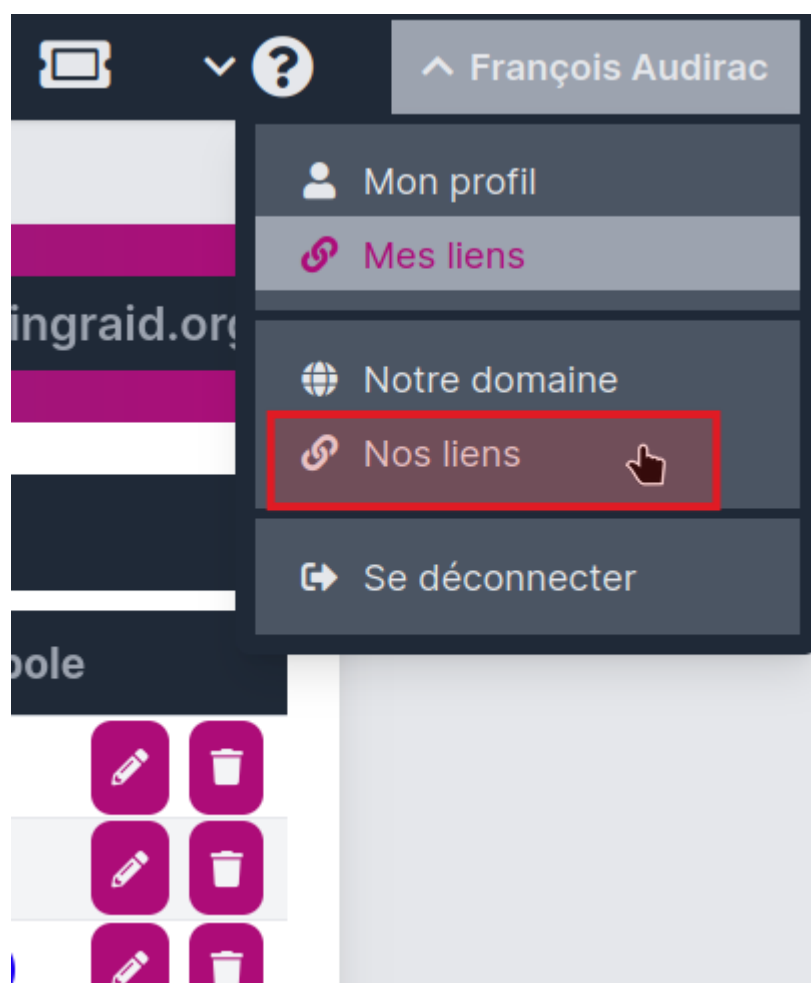 François Audirac
Mon profil
Mes liens
ingraid.org
Notre domaine
Nos liens
Se déconnecter
pole